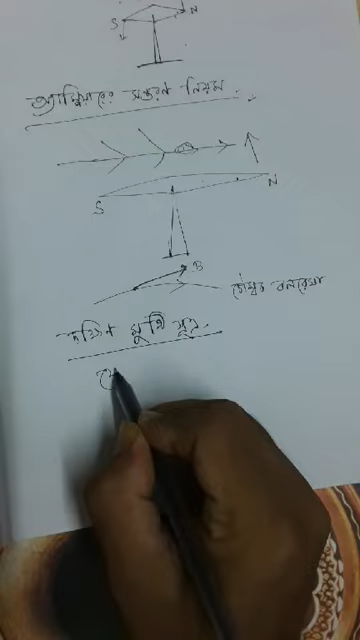 S N
অ্যাম্পিয়ারের সন্তরণ নিয়ম.
S N
B
চৌম্বক বলরেখা
দক্ষিণ মুষ্ঠি সূত্র.